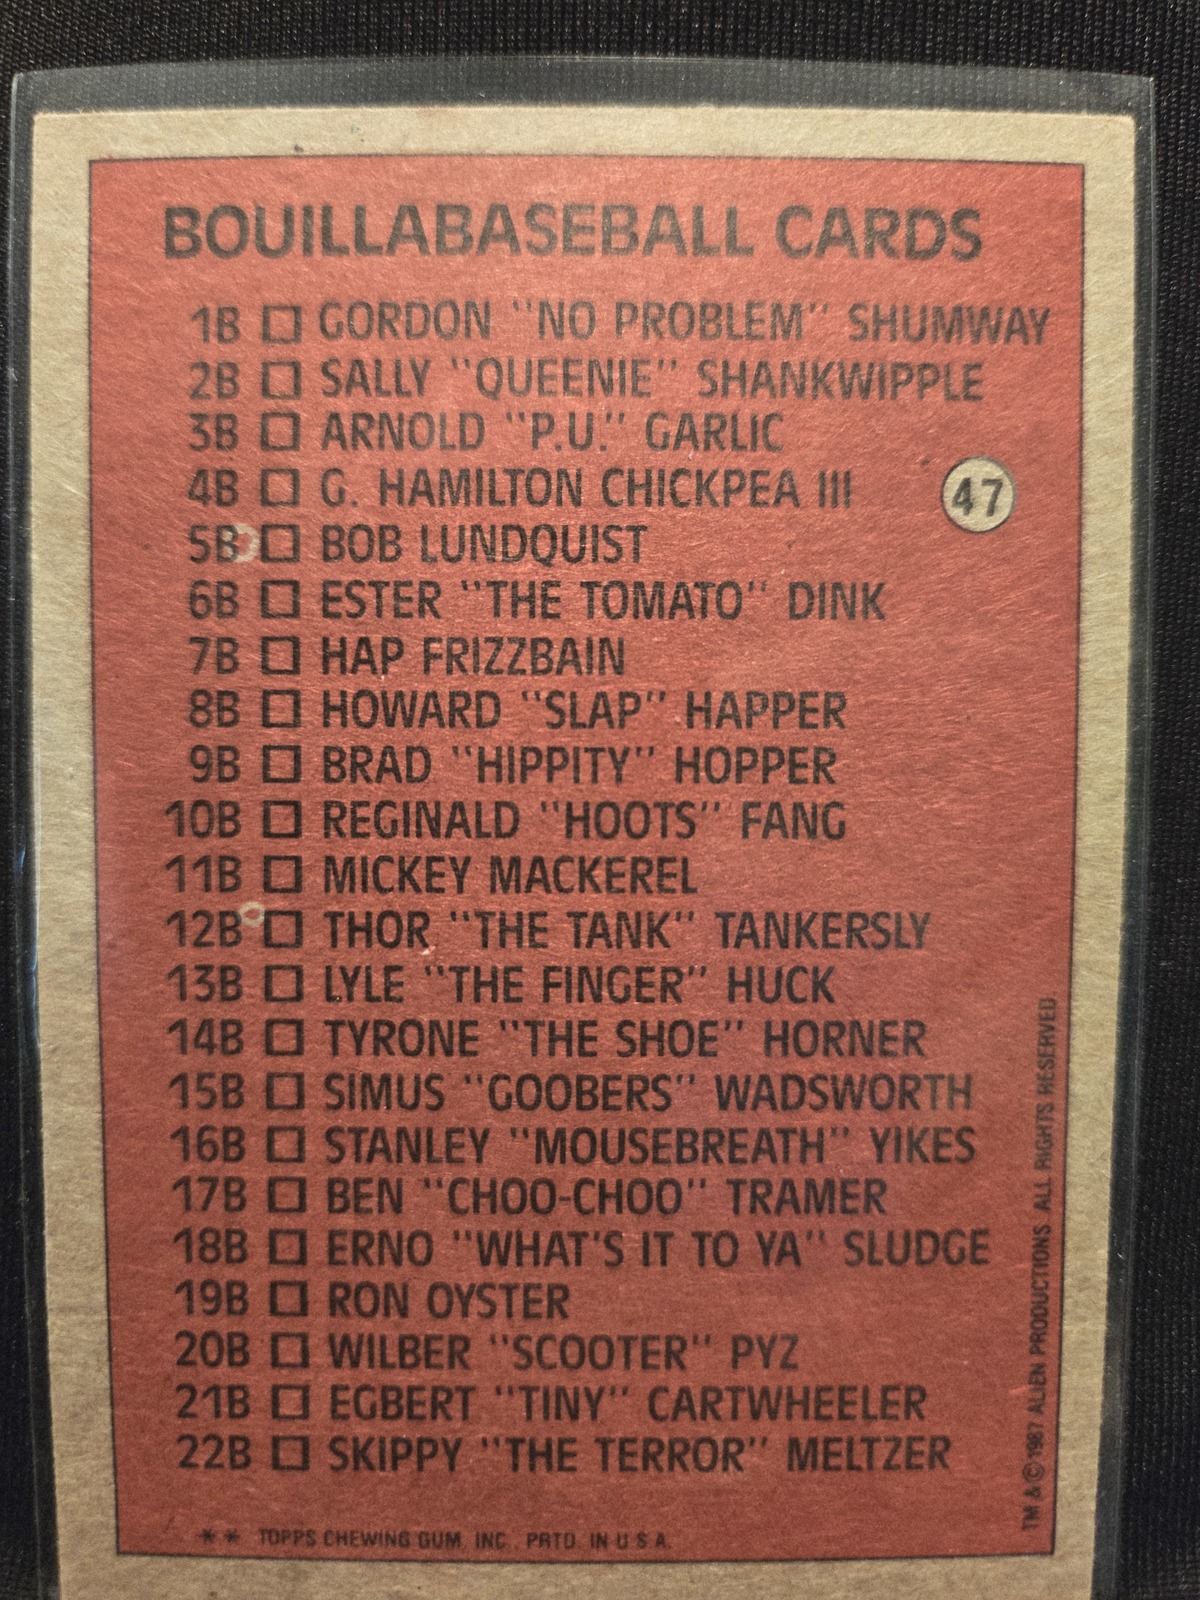 BOUILLABASEBALL CARDS
1B GORDON "NO PROBLEM" SHUMWAY
2B SALLY "QUEENIE" SHANKWIPPLE
3B ARNOLD "P.U." GARLIC
4B G. HAMILTON CHICKPEA III
47
5B BOB LUNDQUIST
6B ESTER "THE TOMATO" DINK
7B HAP FRIZZBAIN
8B HOWARD "SLAP" HAPPER
9B BRAD "HIPPITY" HOPPER
10B REGINALD "HOOTS" FANG
11B MICKEY MACKEREL
12B THOR "THE TANK" TANKERSLY
13B LYLE "THE FINGER" HUCK
14B TYRONE "THE SHOE" HORNER
15B SIMUS "GOOBERS" WADSWORTH
16B STANLEY "MOUSEBREATH" YIKES
17B BEN "CHOO-CHOO" TRAMER
18B ERNO "WHAT'S IT TO YA" SLUDGE
19B RON OYSTER
20B WILBER "SCOOTER" PYZ
21B EGBERT "TINY" CARTWHEELER
22B SKIPPY "THE TERROR" MELTZER
** TOPPS CHEWING GUM, INC. PRTD. IN U.S.A.
TM & © 1987 ALIEN PRODUCTIONS ALL RIGHTS RESERVED